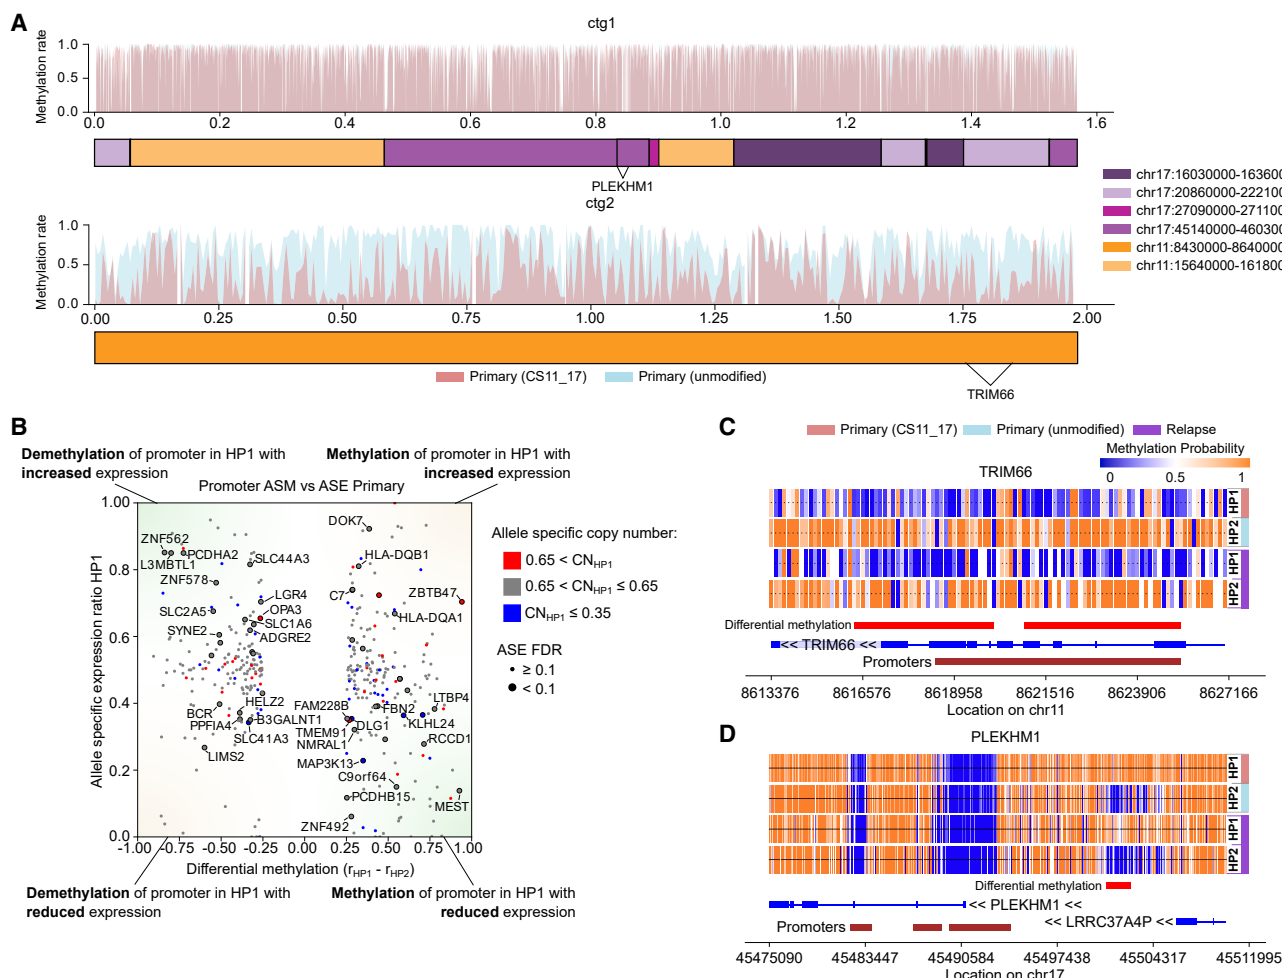 A
ctg1
Methylation rate
1.0
0.5
0.0
0.0 0.2 0.4 0.6 0.8 1.0 1.2 1.4 1.6
PLEKHM1
chr17:16030000-163600
chr17:20860000-222100
chr17:27090000-271100
chr17:45140000-460300
chr11:8430000-8640000
chr11:15640000-161800
ctg2
Methylation rate
1.0
0.5
0.0
0.00 0.25 0.50 0.75 1.00 1.25 1.50 1.75 2.00
Primary (CS11_17) Primary (unmodified)
TRIM66
B
Demethylation of promoter in HP1 with
increased expression
Methylation of promoter in HP1 with
increased expression
Promoter ASM vs ASE Primary
Allele specific expression ratio HP1
1.00
0.8
0.6
0.4
0.2
0.0
-1.00 -0.75 -0.50 -0.25 0.00 0.25 0.50 0.75 1.00
Differential methylation (rHP1 - rHP2)
DOK7
ZNF562
PCDHA2
L3MBTL1
SLC44A3
HLA-DQB1
ZNF578
LGR4
C7
ZBTB47
SLC2A5
OPA3
SLC1A6
HLA-DQA1
SYNE2
ADGRE2
HELZ2
FAM228B
FBN2
LTBP4
BCR
B3GALNT1
PPFIA4
TMEM91
DLG1
KLHL24
SLC41A3
NMRAL1
RCCD1
LIMS2
MAP3K13
C9orf64
PCDHB15
MEST
ZNF492
Demethylation of promoter in HP1 with
reduced expression
Methylation of promoter in HP1 with
reduced expression
Allele specific copy number:
0.65 < CNHP1
0.65 < CNHP1 ≤ 0.65
CNHP1 ≤ 0.35
ASE FDR
≥ 0.1
< 0.1
C
Primary (CS11_17) Primary (unmodified) Relapse
Methylation Probability
0 0.5 1
TRIM66
HP1
HP2
HP1
HP2
Differential methylation
<< TRIM66 <<
Promoters
8613376 8616576 8618958 8621516 8623906 8627166
Location on chr11
D
PLEKHM1
HP1
HP2
HP1
HP2
Differential methylation
<< PLEKHM1 <<
<< LRRC37A4P <<
Promoters
45475090 45483447 45490584 45497438 45504317 45511995
Location on chr17